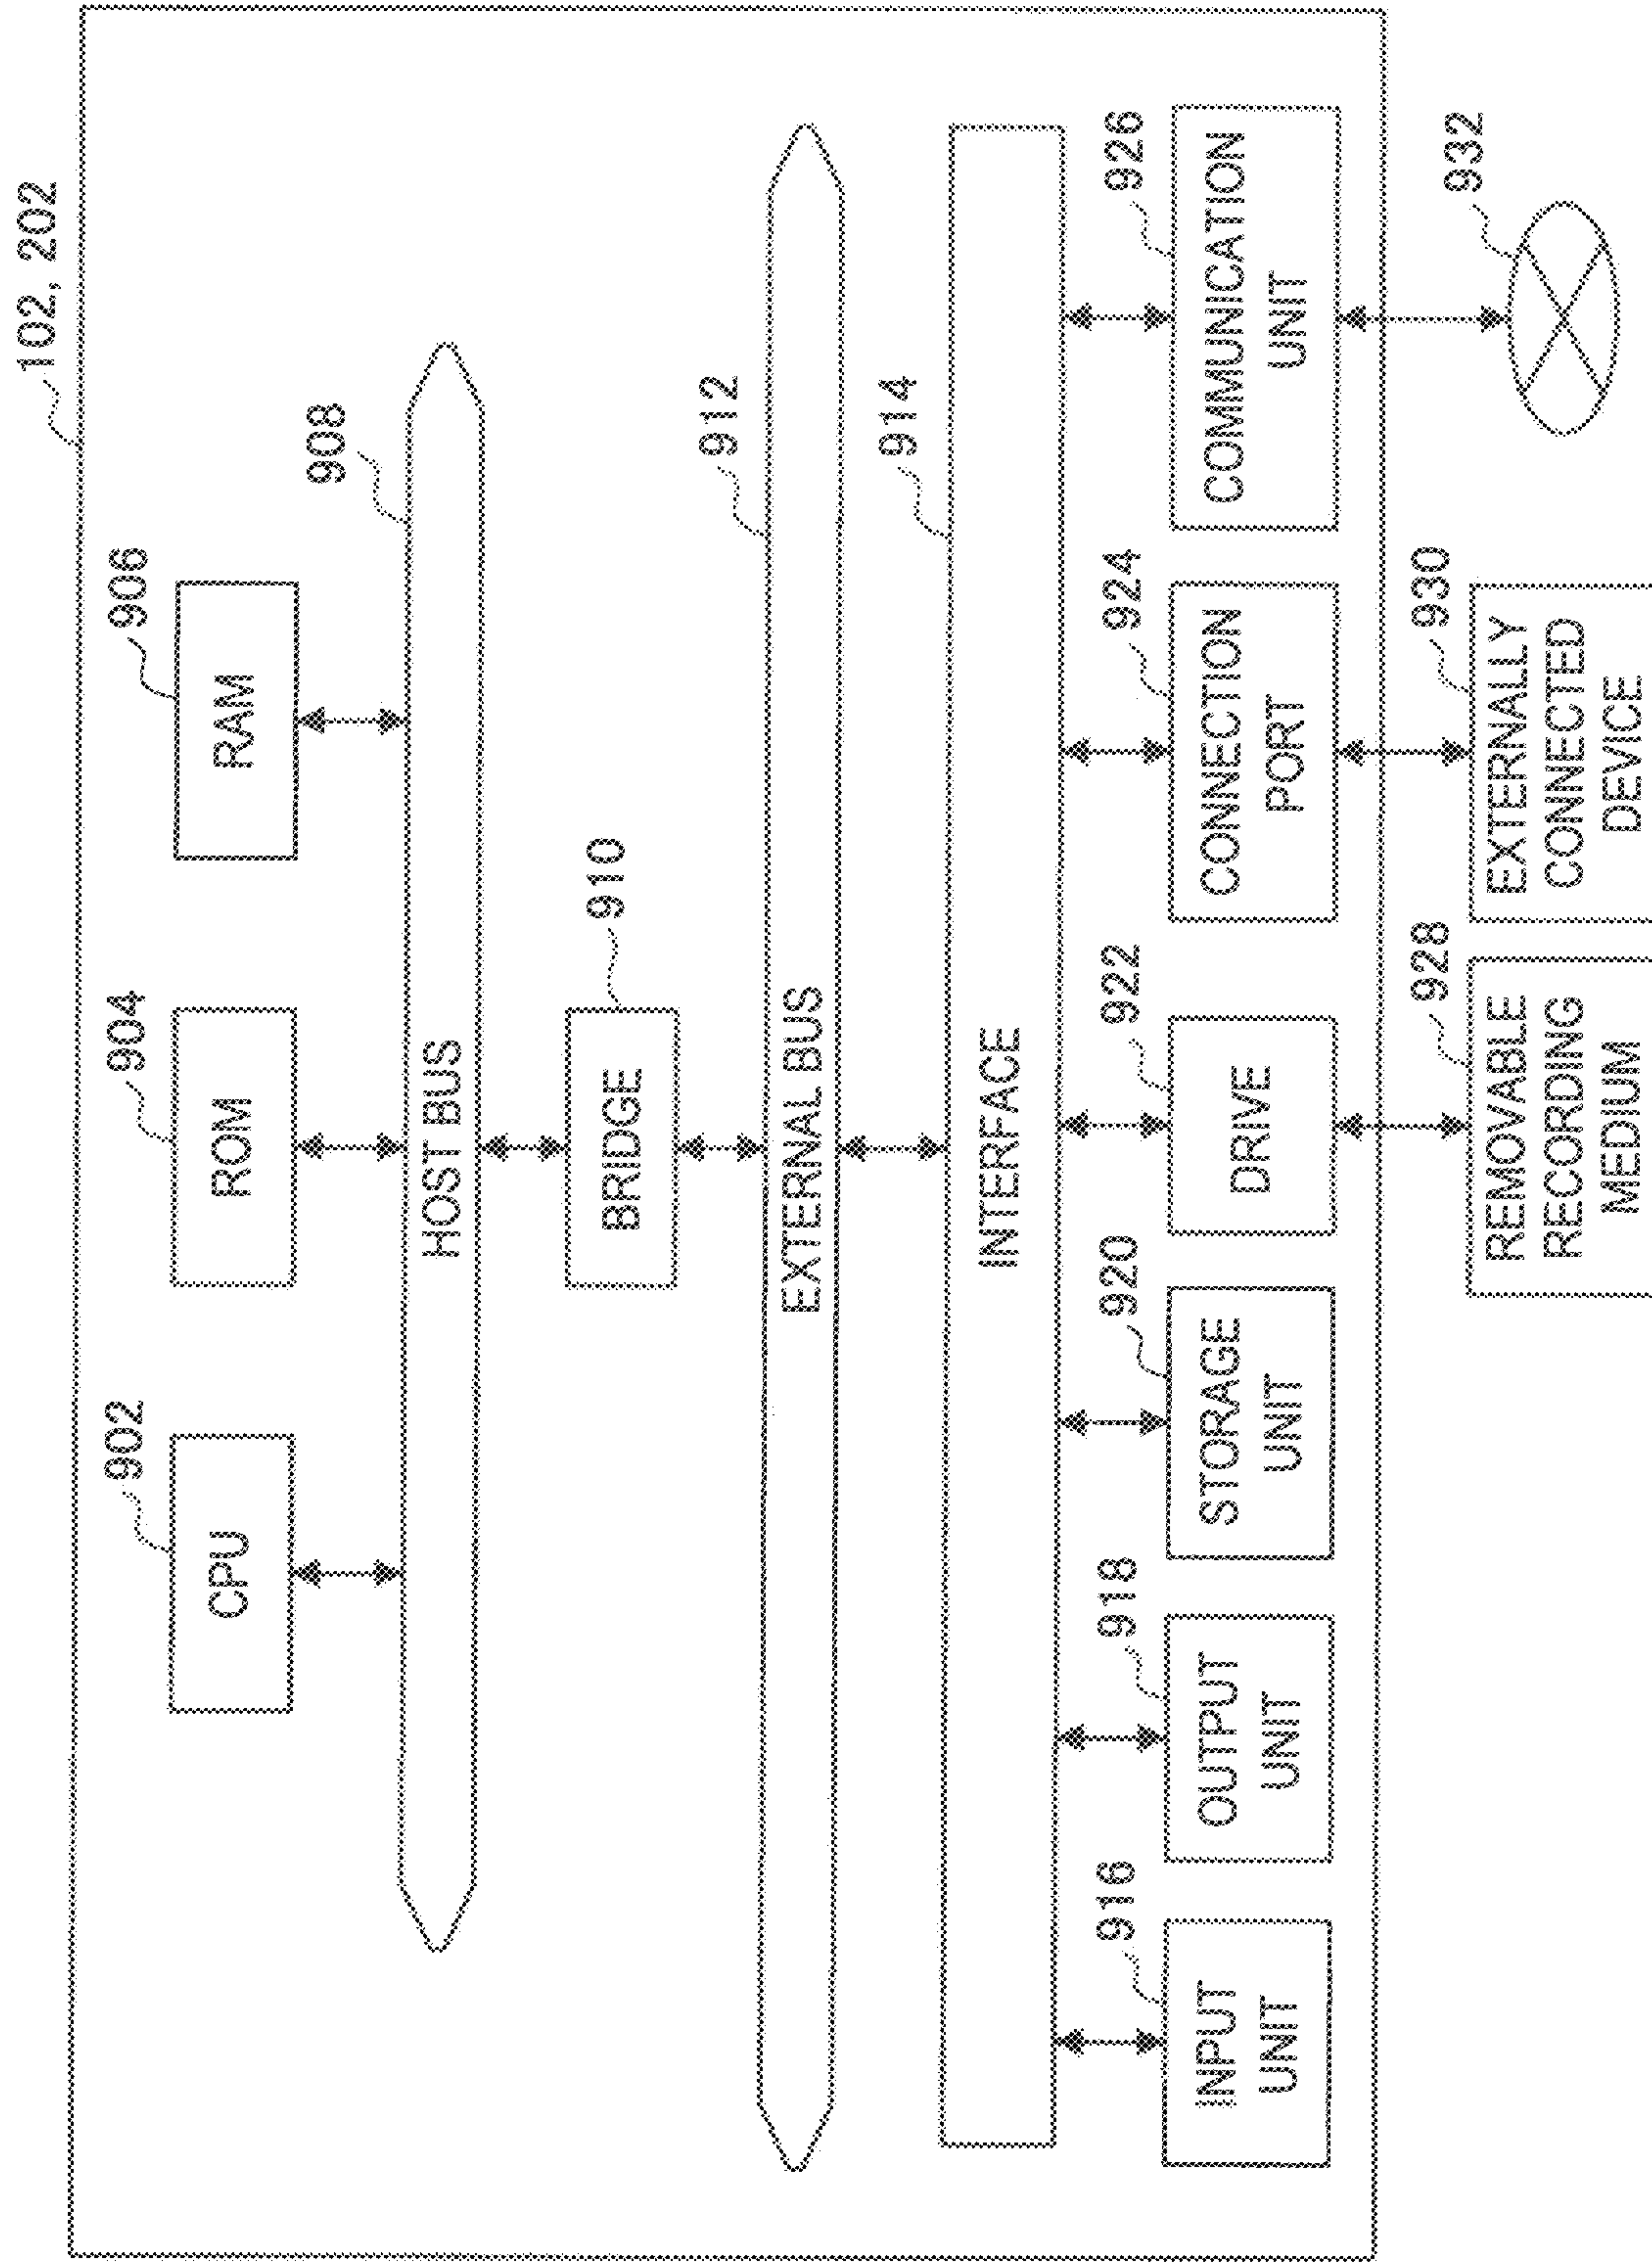 102, 202
902
904
906
CPU
ROM
RAM
908
HOST BUS
910
BRIDGE
912
EXTERNAL BUS
914
INTERFACE
916
918
920
922
924
926
INPUT
UNIT
OUTPUT
UNIT
STORAGE
UNIT
DRIVE
CONNECTION
PORT
COMMUNICATION
UNIT
928
930
932
REMOVABLE
RECORDING
MEDIUM
EXTERNALLY
CONNECTED
DEVICE